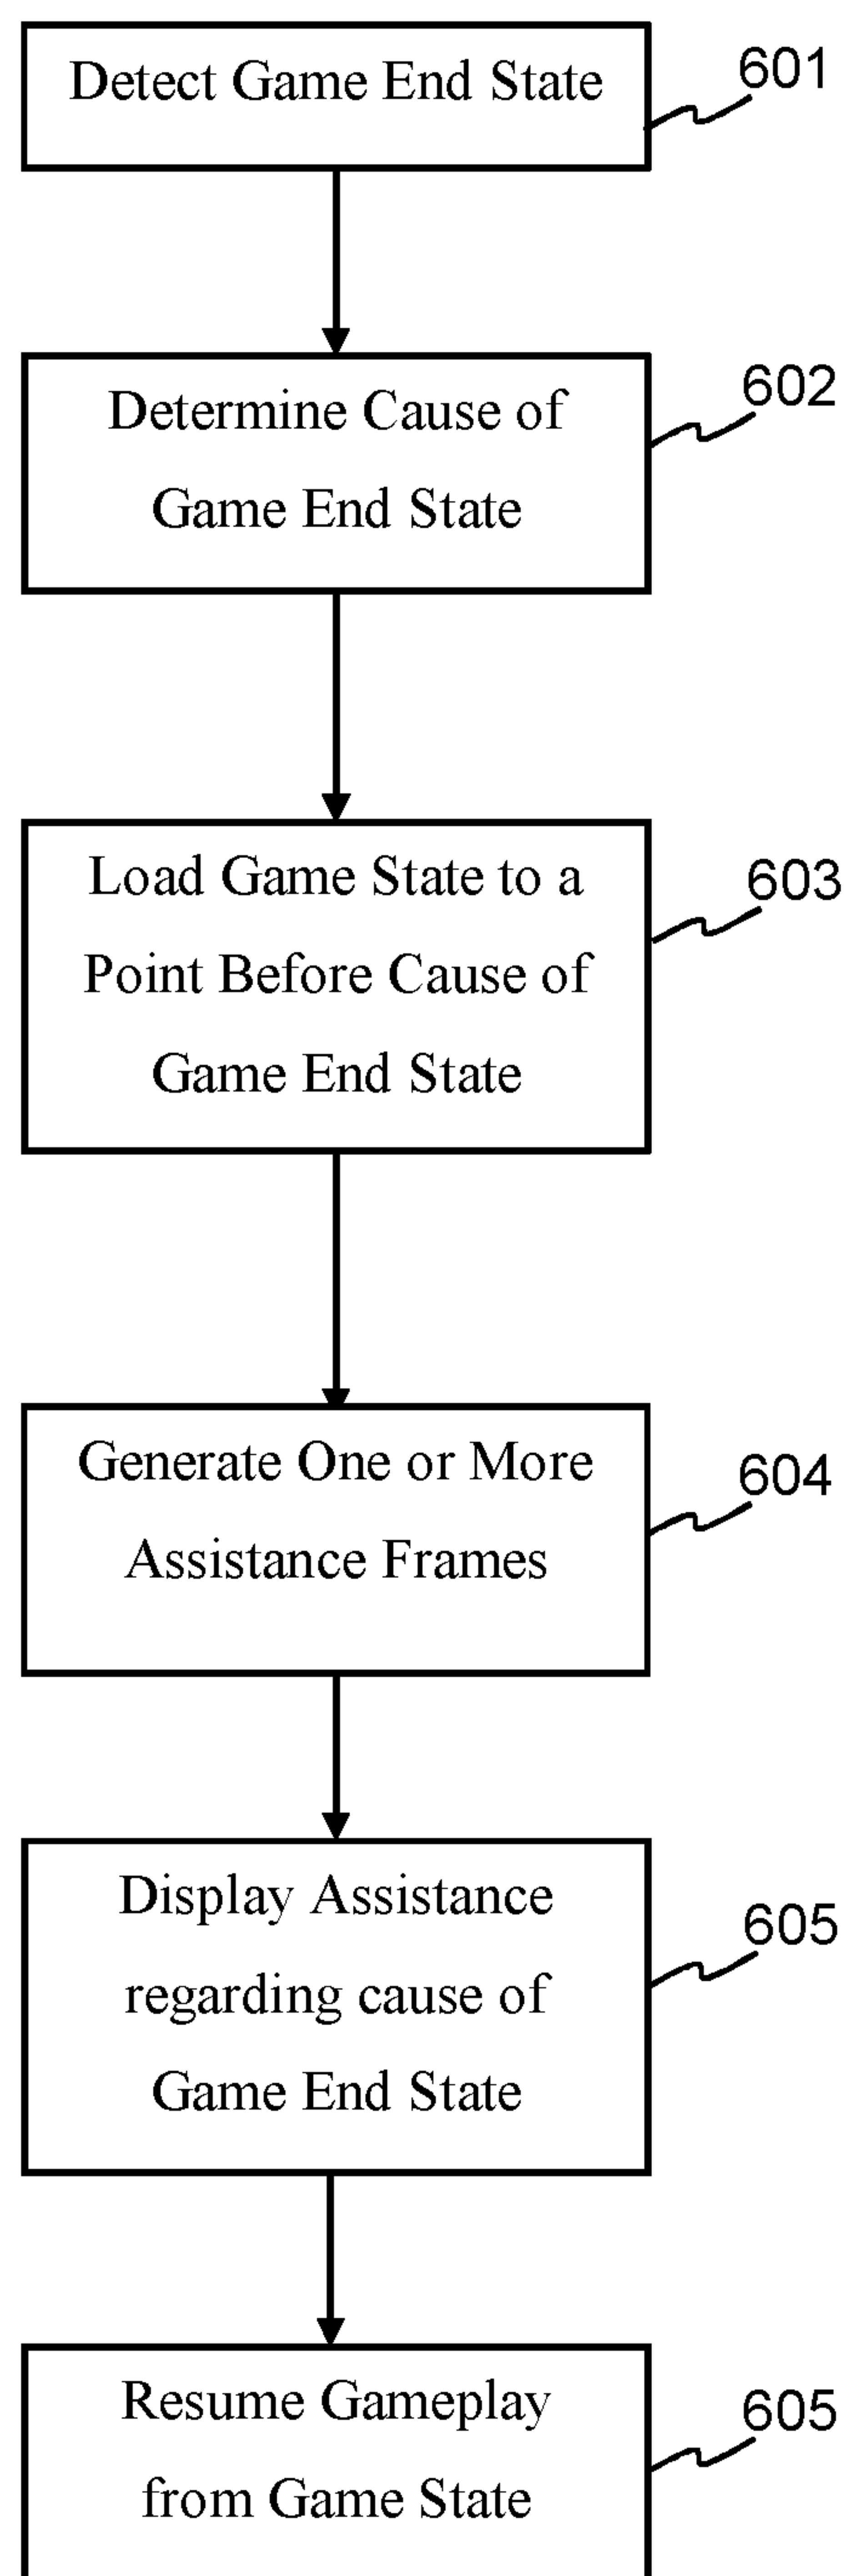 Detect Game End State
601
Determine Cause of
Game End State
602
Load Game State to a
Point Before Cause of
Game End State
603
Generate One or More
Assistance Frames
604
Display Assistance
regarding cause of
Game End State
605
Resume Gameplay
from Game State
605